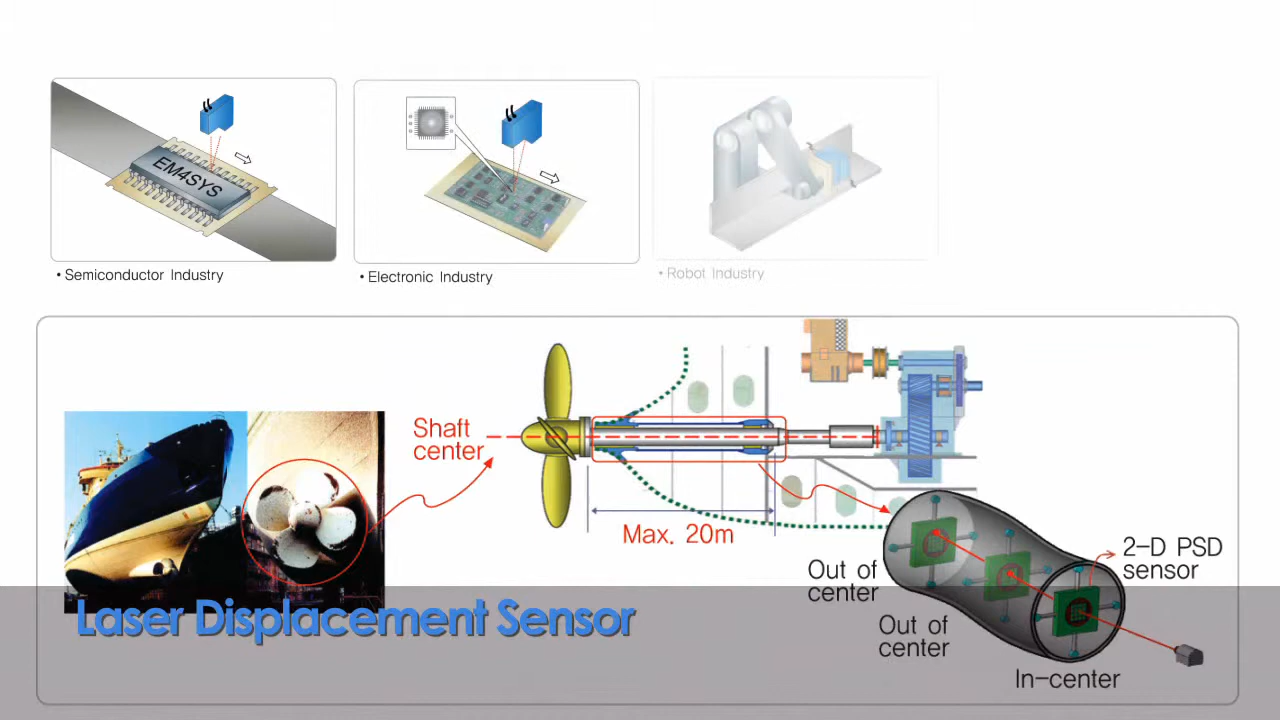 EM4SYS
• Semiconductor Industry
• Electronic Industry
• Robot Industry
Shaft
center
Max. 20m
2-D PSD
sensor
Out of
center
Out of
center
In-center
Laser Displacement Sensor